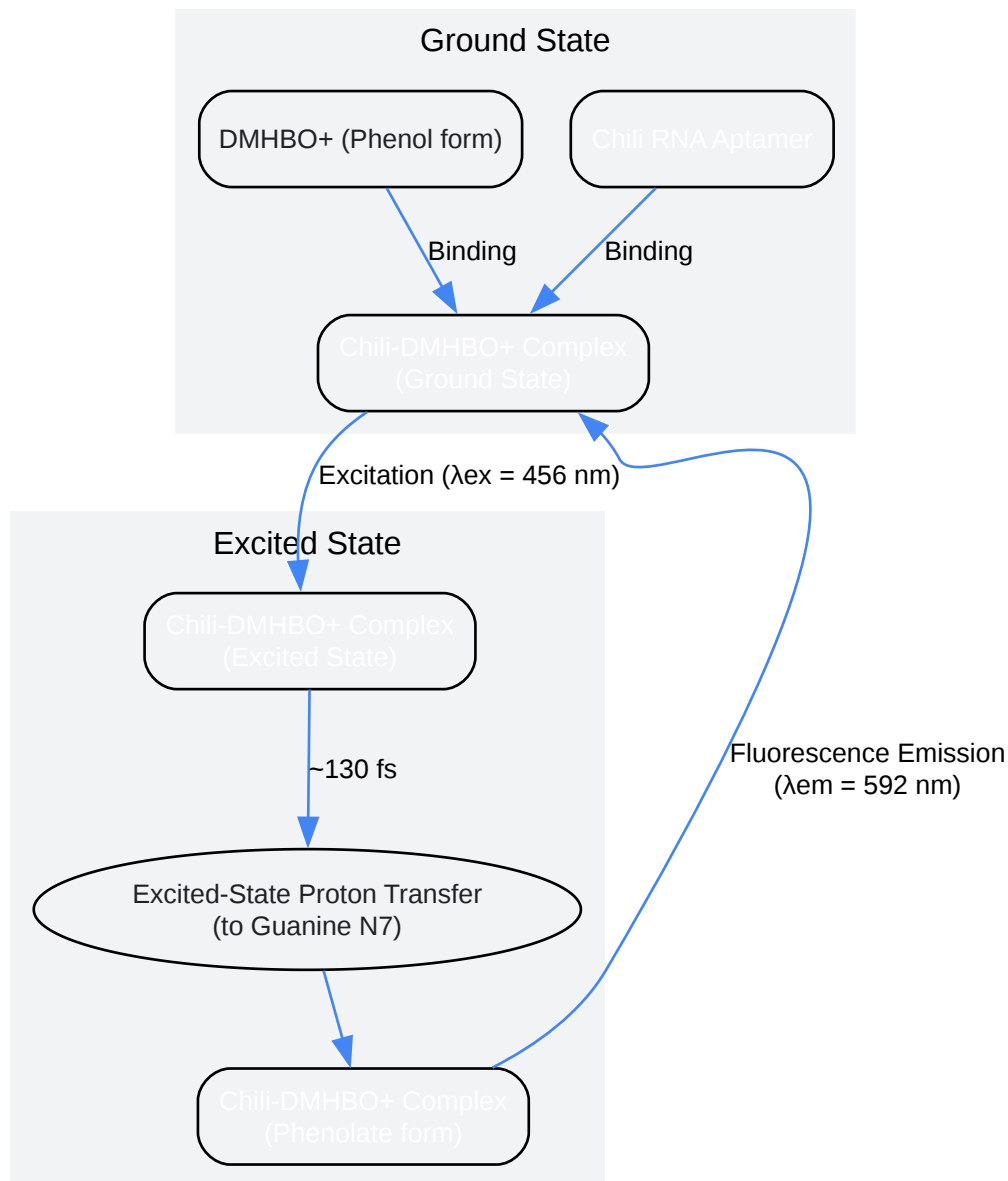 Ground State
DMHBO+ (Phenol form)
Chili RNA Aptamer
Binding
Binding
Chili-DMHBO+ Complex
(Ground State)
Excitation (λex = 456 nm)
Excited State
Chili-DMHBO+ Complex
(Excited State)
Fluorescence Emission
(λem = 592 nm)
~130 fs
Excited-State Proton Transfer
(to Guanine N7)
Chili-DMHBO+ Complex
(Phenolate form)